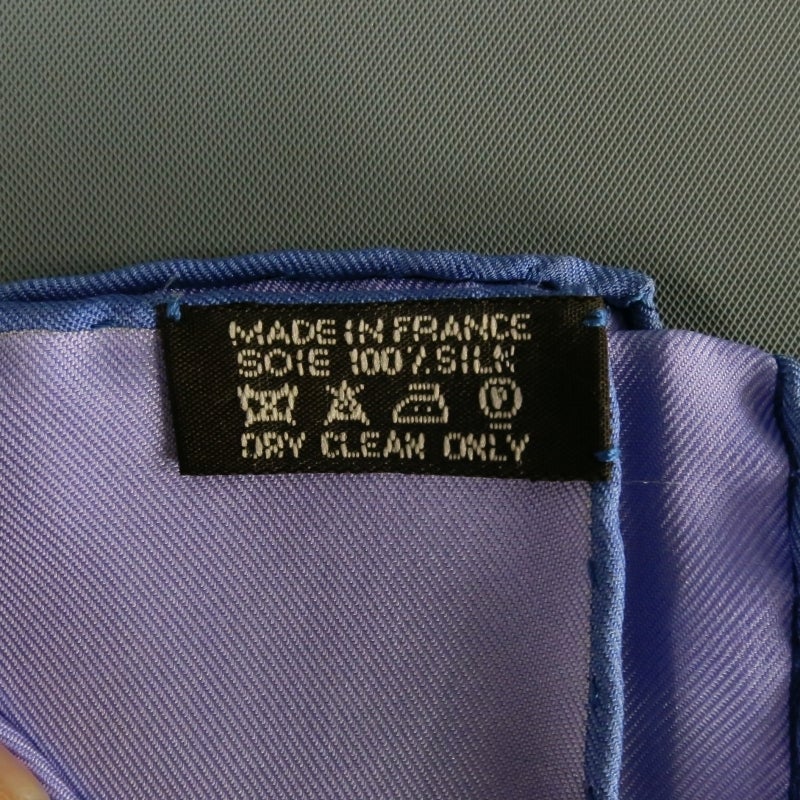 MADE IN FRANCE
SOIE 100% SILK
P
DRY CLEAN ONLY